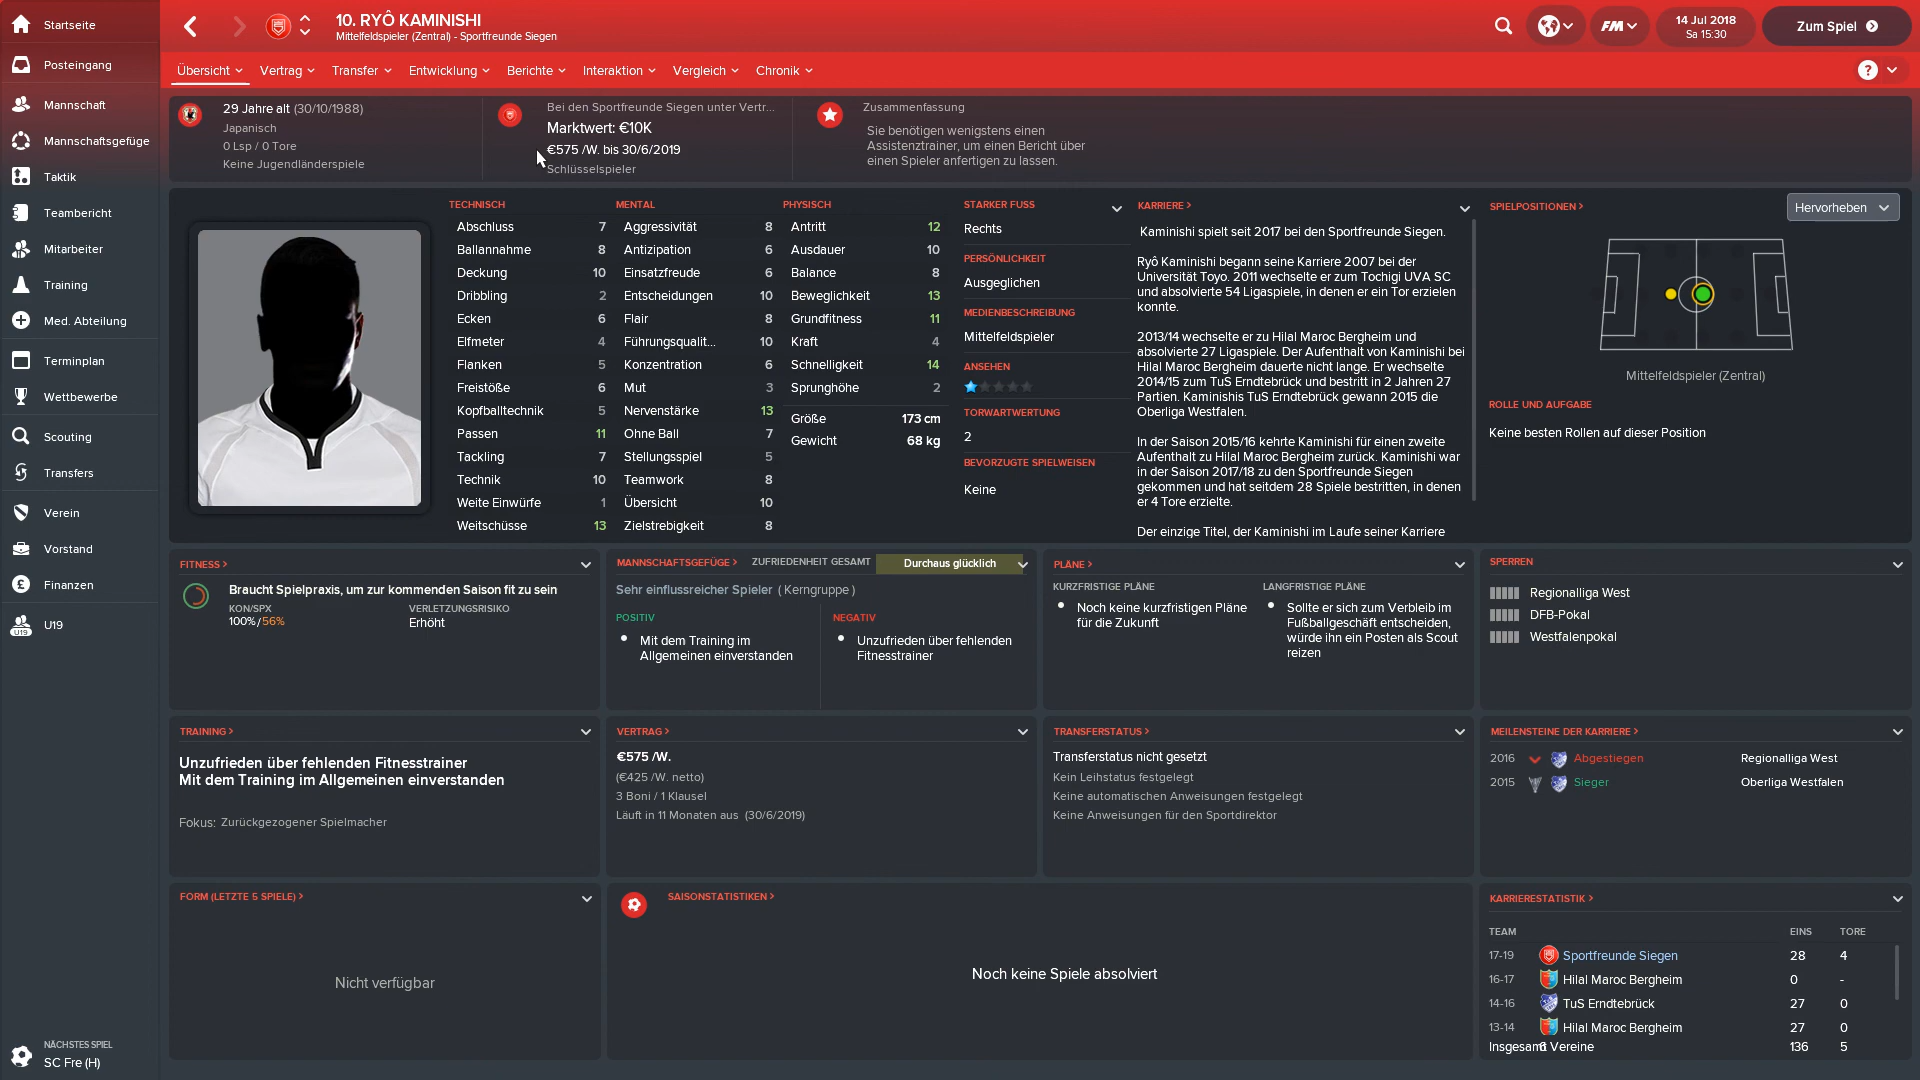 Startseite
Posteingang
Mannschaft
Mannschaftsgefüge
Taktik
Teambericht
Mitarbeiter
Training
Med. Abteilung
Terminplan
Wettbewerbe
Scouting
Transfers
Verein
Vorstand
Finanzen
U19
U19
NÄCHSTES SPIEL
SC Fre (H)
10. RYÔ KAMINISHI
Mittelfeldspieler (Zentral) - Sportfreunde Siegen
FM
14 Jul 2018
Sa 15:30
Zum Spiel
Übersicht Vertrag Transfer Entwicklung Berichte Interaktion Vergleich Chronik
?
29 Jahre alt (30/10/1988)
Japanisch
0 Lsp / 0 Tore
Keine Jugendländerspiele
Bei den Sportfreunde Siegen unter Vertr...
Marktwert: €10K
€575 /W. bis 30/6/2019
Schlüsselspieler
Zusammenfassung
Sie benötigen wenigstens einen
Assistenztrainer, um einen Bericht über
einen Spieler anfertigen zu lassen.
TECHNISCH
Abschluss 7
Ballannahme 8
Deckung 10
Dribbling 2
Ecken 6
Elfmeter 4
Flanken 5
Freistöße 6
Kopfballtechnik 5
Passen 11
Tackling 7
Technik 10
Weite Einwürfe 1
Weitschüsse 13
MENTAL
Aggressivität 8
Antizipation 6
Einsatzfreude 6
Entscheidungen 10
Flair 8
Führungsqualit... 10
Konzentration 6
Mut 3
Nervenstärke 13
Ohne Ball 7
Stellungsspiel 5
Teamwork 8
Übersicht 10
Zielstrebigkeit 8
PHYSISCH
Antritt 12
Ausdauer 10
Balance 8
Beweglichkeit 13
Grundfitness 11
Kraft 4
Schnelligkeit 14
Sprunghöhe 2
Größe 173 cm
Gewicht 68 kg
STARKER FUSS
Rechts
PERSÖNLICHKEIT
Ausgeglichen
MEDIENBESCHREIBUNG
Mittelfeldspieler
ANSEHEN
TORWARTWERTUNG
2
BEVORZUGTE SPIELWEISEN
Keine
KARRIERE >
Kaminishi spielt seit 2017 bei den Sportfreunde Siegen.
Ryô Kaminishi begann seine Karriere 2007 bei der
Universität Toyo. 2011 wechselte er zum Tochigi UVA SC
und absolvierte 54 Ligaspiele, in denen er ein Tor erzielen
konnte.
2013/14 wechselte er zu Hilal Maroc Bergheim und
absolvierte 27 Ligaspiele. Der Aufenthalt von Kaminishi bei
Hilal Maroc Bergheim dauerte nicht lange. Er wechselte
2014/15 zum TuS Erndtebrück und bestritt in 2 Jahren 27
Partien. Kaminishis TuS Erndtebrück gewann 2015 die
Oberliga Westfalen.
In der Saison 2015/16 kehrte Kaminishi für einen zweite
Aufenthalt zu Hilal Maroc Bergheim zurück. Kaminishi war
in der Saison 2017/18 zu den Sportfreunde Siegen
gekommen und hat seitdem 28 Spiele bestritten, in denen
er 4 Tore erzielte.
Der einzige Titel, der Kaminishi im Laufe seiner Karriere
SPIELPOSITIONEN >
Hervorheben
Mittelfeldspieler (Zentral)
ROLLE UND AUFGABE
Keine besten Rollen auf dieser Position
FITNESS >
Braucht Spielpraxis, um zur kommenden Saison fit zu sein
KON/SPX VERLETZUNGSRISIKO
100%/56% Erhöht
MANNSCHAFTSGEFÜGE > ZUFRIEDENHEIT GESAMT Durchaus glücklich
Sehr einflussreicher Spieler ( Kerngruppe )
POSITIV
Mit dem Training im
Allgemeinen einverstanden
NEGATIV
Unzufrieden über fehlenden
Fitnesstrainer
PLÄNE >
KURZFRISTIGE PLÄNE
Noch keine kurzfristigen Pläne
für die Zukunft
LANGFRISTIGE PLÄNE
Sollte er sich zum Verbleib im
Fußballgeschäft entscheiden,
würde ihn ein Posten als Scout
reizen
SPERREN
Regionalliga West
DFB-Pokal
Westfalenpokal
TRAINING >
Unzufrieden über fehlenden Fitnesstrainer
Mit dem Training im Allgemeinen einverstanden
Fokus: Zurückgezogener Spielmacher
VERTRAG >
€575 /W.
(€425 /W. netto)
3 Boni / 1 Klausel
Läuft in 11 Monaten aus (30/6/2019)
TRANSFERSTATUS >
Transferstatus nicht gesetzt
Kein Leihstatus festgelegt
Keine automatischen Anweisungen festgelegt
Keine Anweisungen für den Sportdirektor
MEILENSTEINE DER KARRIERE >
2016 Abgestiegen Regionalliga West
2015 Sieger Oberliga Westfalen
FORM (LETZTE 5 SPIELE) >
Nicht verfügbar
SAISONSTATISTIKEN >
Noch keine Spiele absolviert
KARRIERESTATISTIK >
TEAM EINS TORE
17-19 Sportfreunde Siegen 28 4
16-17 Hilal Maroc Bergheim 0 -
14-16 TuS Erndtebrück 27 0
13-14 Hilal Maroc Bergheim 27 0
Insgesamt 6 Vereine 136 5